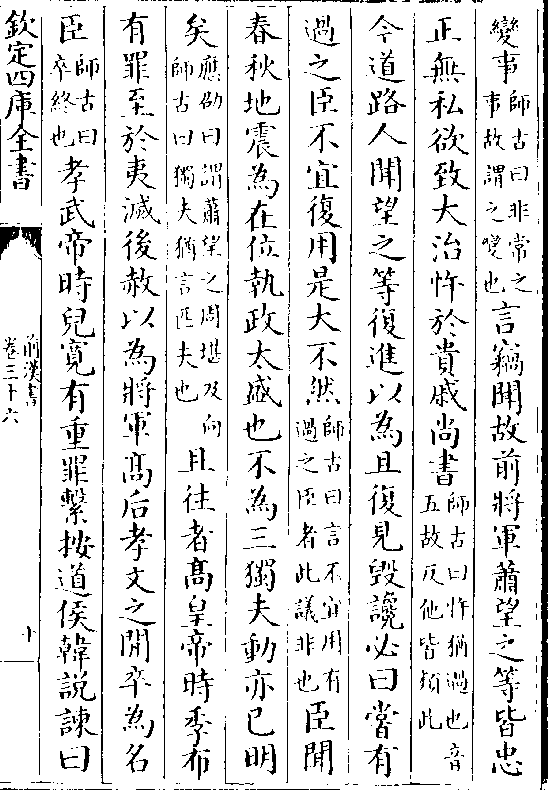 變事師古曰非常之事故謂之變也言竊聞故前將軍蕭望之等皆忠
正無私欲致大治忤於貴戚尚書師古曰忤猶過也音五故反他皆類此
今道路人聞望之等復進以為且復見毀讒必曰嘗有
過之臣不宜復用是大不然師古曰言不宜用有過之臣者此議非也臣聞
春秋地震為在位執政太盛也不為三獨夫動亦已明
矣應劭曰謂蕭望之周堪及向師古曰獨夫猶言匹夫也且往者高皇帝時季布
有罪至於夷滅後赦以為將軍高后孝文之閒卒為名
臣師古曰卒終也孝武帝時兒寛有重罪繫按道侯韓說諫曰
欽定四庫全書
前漢書
卷三十六
十